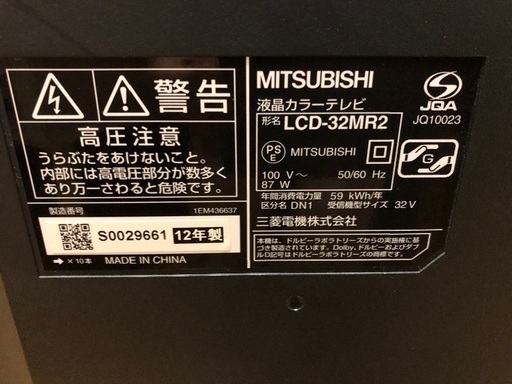 警告
高圧注意
うらぶたをあけないこと。
内部には高電圧部分が数多く
あり万一さわると危険です。
製造番号
1EM436637
S0029661 12年製
➡ ×10本 MADE IN CHINA
MITSUBISHI
液晶カラーテレビ
形名 LCD-32MR2
PSE MITSUBISHI
100 V～ 50/60 Hz
87 W
年間消費電力量 59 kWh/年
区分名 DN1 受信機型サイズ 32V
三菱電機株式会社
本機は、ドルビーラボラトリーズからの実施権に基
づき製造されています。Dolby、ドルビーおよびダブ
ルD記号はドルビーラボラトリーズの商標です。
JQA
JQ10023
G